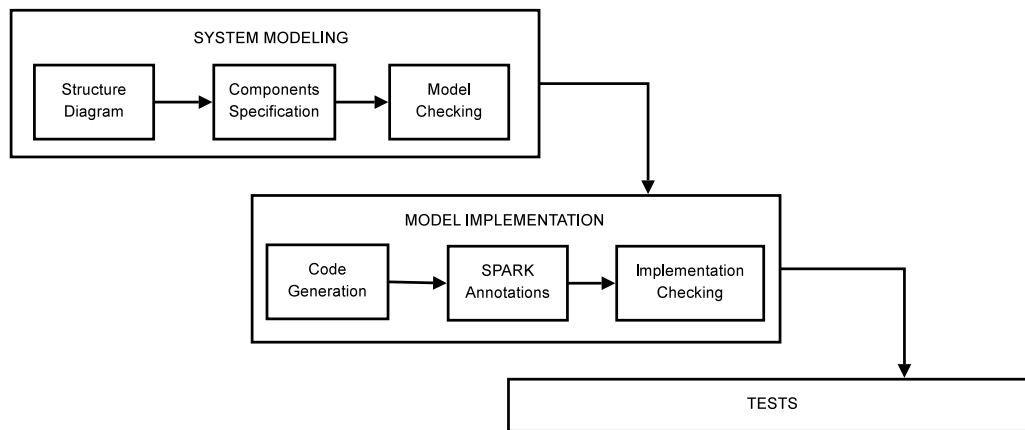 SYSTEM MODELING
Structure
Diagram
Components
Specification
Model
Checking
MODEL IMPLEMENTATION
Code
Generation
SPARK
Annotations
Implementation
Checking
TESTS